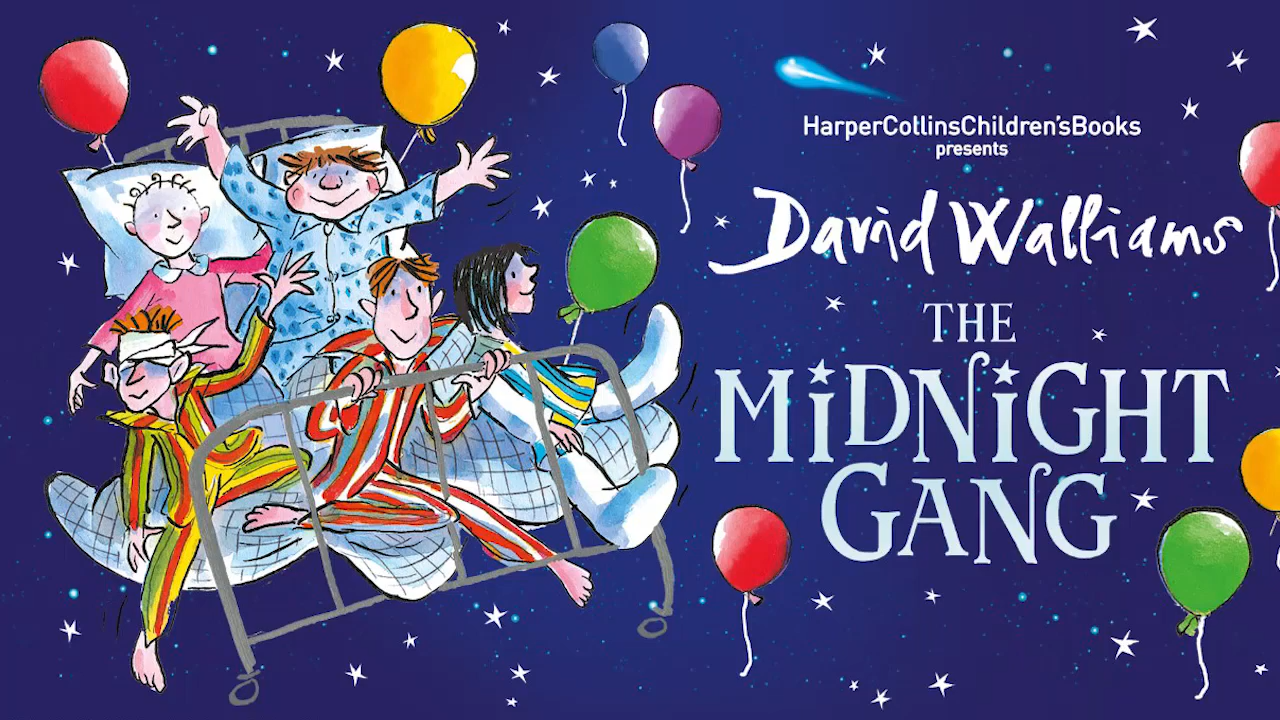 HarperCollinsChildren'sBooks
presents
David Walliams
THE
MiDNiGHT
GANG